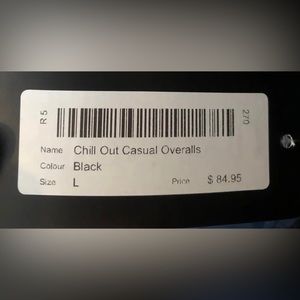 R 5
270
Name Chill Out Casual Overalls
Colour Black
Size L Price $ 84.95